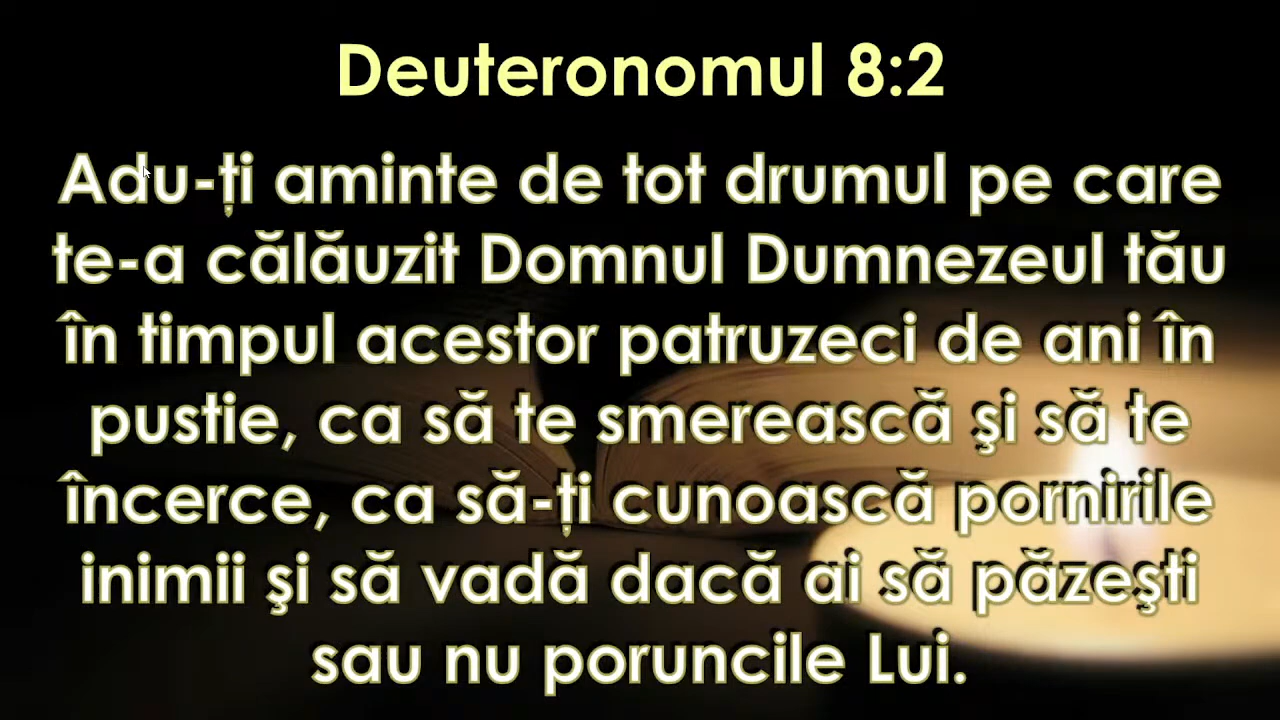 Deuteronomul 8:2
Adu-ți aminte de tot drumul pe care
te-a călăuzit Domnul Dumnezeul tău
în timpul acestor patruzeci de ani în
pustie, ca să te smerească şi să te
încerce, ca să-ți cunoască pornirile
inimii şi să vadă dacă ai să păzeşti
sau nu poruncile Lui.